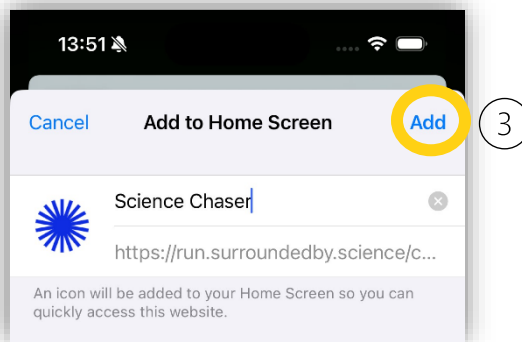 13:51
Cancel Add to Home Screen Add
3
Science Chaser
https://run.surroundedby.science/c...
An icon will be added to your Home Screen so you can
quickly access this website.